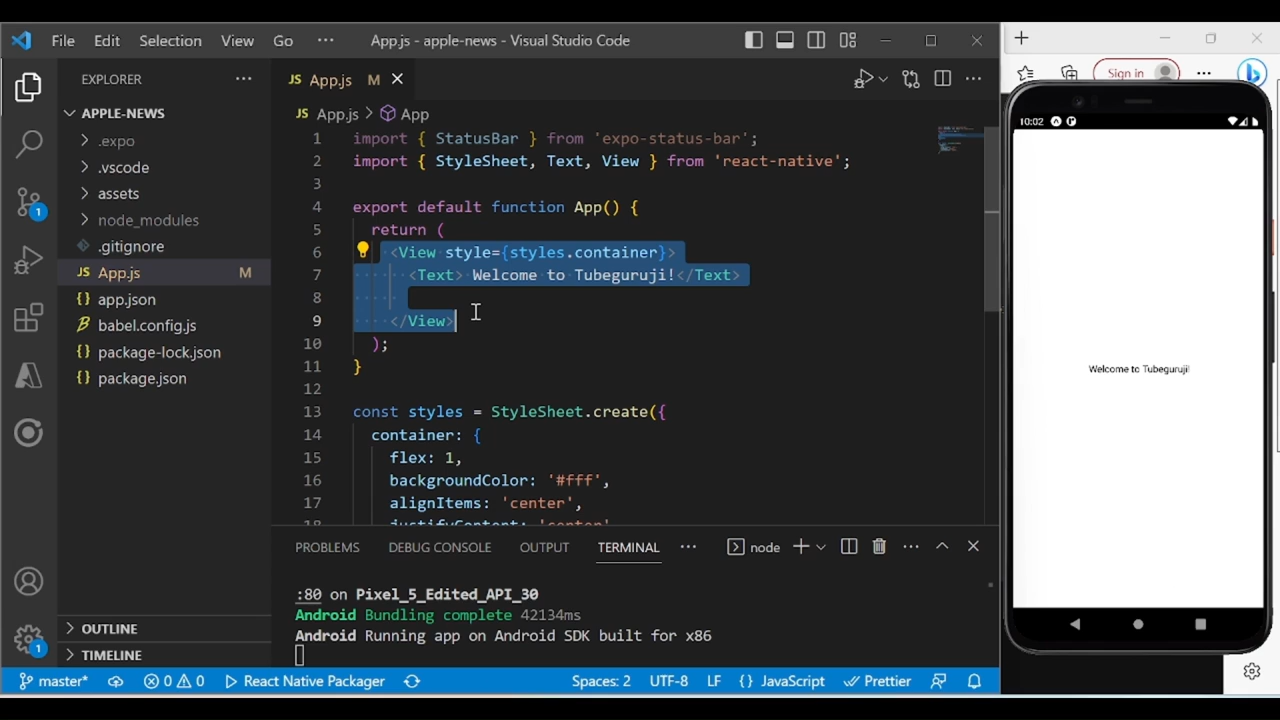 File Edit Selection View Go ··· App.js - apple-news - Visual Studio Code
EXPLORER ···
APPLE-NEWS
.expo
.vscode
assets
node_modules
.gitignore
JS App.js M
{} app.json
babel.config.js
{} package-lock.json
{} package.json
OUTLINE
TIMELINE
1
1
JS App.js M
JS App.js > App
1 import { StatusBar } from 'expo-status-bar';
2 import { StyleSheet, Text, View } from 'react-native';
3
4 export default function App() {
5 return (
6 <View style={styles.container}>
7 <Text> Welcome to Tubeguruji!</Text>
8
9 </View>
10 );
11 }
12
13 const styles = StyleSheet.create({
14 container: {
15 flex: 1,
16 backgroundColor: '#fff',
17 alignItems: 'center',
18 justifyContent: 'center'
PROBLEMS DEBUG CONSOLE OUTPUT TERMINAL ··· node
:80 on Pixel_5_Edited_API_30
Android Bundling complete 42134ms
Android Running app on Android SDK built for x86
master* 0 0 React Native Packager Spaces: 2 UTF-8 LF {} JavaScript Prettier
Sign in
10:02
Welcome to Tubeguruji!